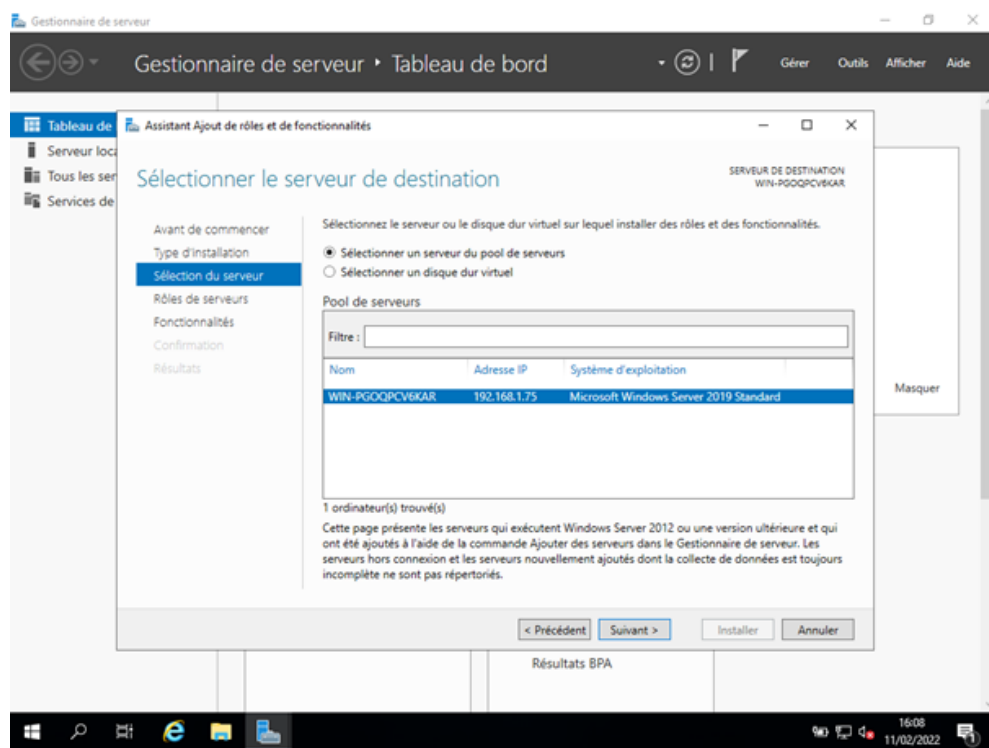 Gestionnaire de serveur
Gestionnaire de serveur ‣ Tableau de bord
Gérer Outils Afficher Aide
Tableau de
Serveur loca
Tous les ser
Services de
Assistant Ajout de rôles et de fonctionnalités
Sélectionner le serveur de destination
SERVEUR DE DESTINATION
WIN-PGOQPCV6KAR
Avant de commencer
Type d'installation
Sélection du serveur
Rôles de serveurs
Fonctionnalités
Confirmation
Résultats
Sélectionnez le serveur ou le disque dur virtuel sur lequel installer des rôles et des fonctionnalités.
Sélectionner un serveur du pool de serveurs
Sélectionner un disque dur virtuel
Pool de serveurs
Filtre :
Nom Adresse IP Système d'exploitation
WIN-PGOQPCV6KAR 192.168.1.75 Microsoft Windows Server 2019 Standard
1 ordinateur(s) trouvé(s)
Cette page présente les serveurs qui exécutent Windows Server 2012 ou une version ultérieure et qui
ont été ajoutés à l'aide de la commande Ajouter des serveurs dans le Gestionnaire de serveur. Les
serveurs hors connexion et les serveurs nouvellement ajoutés dont la collecte de données est toujours
incomplète ne sont pas répertoriés.
< Précédent Suivant > Installer Annuler
Masquer
Résultats BPA
16:08
11/02/2022
1